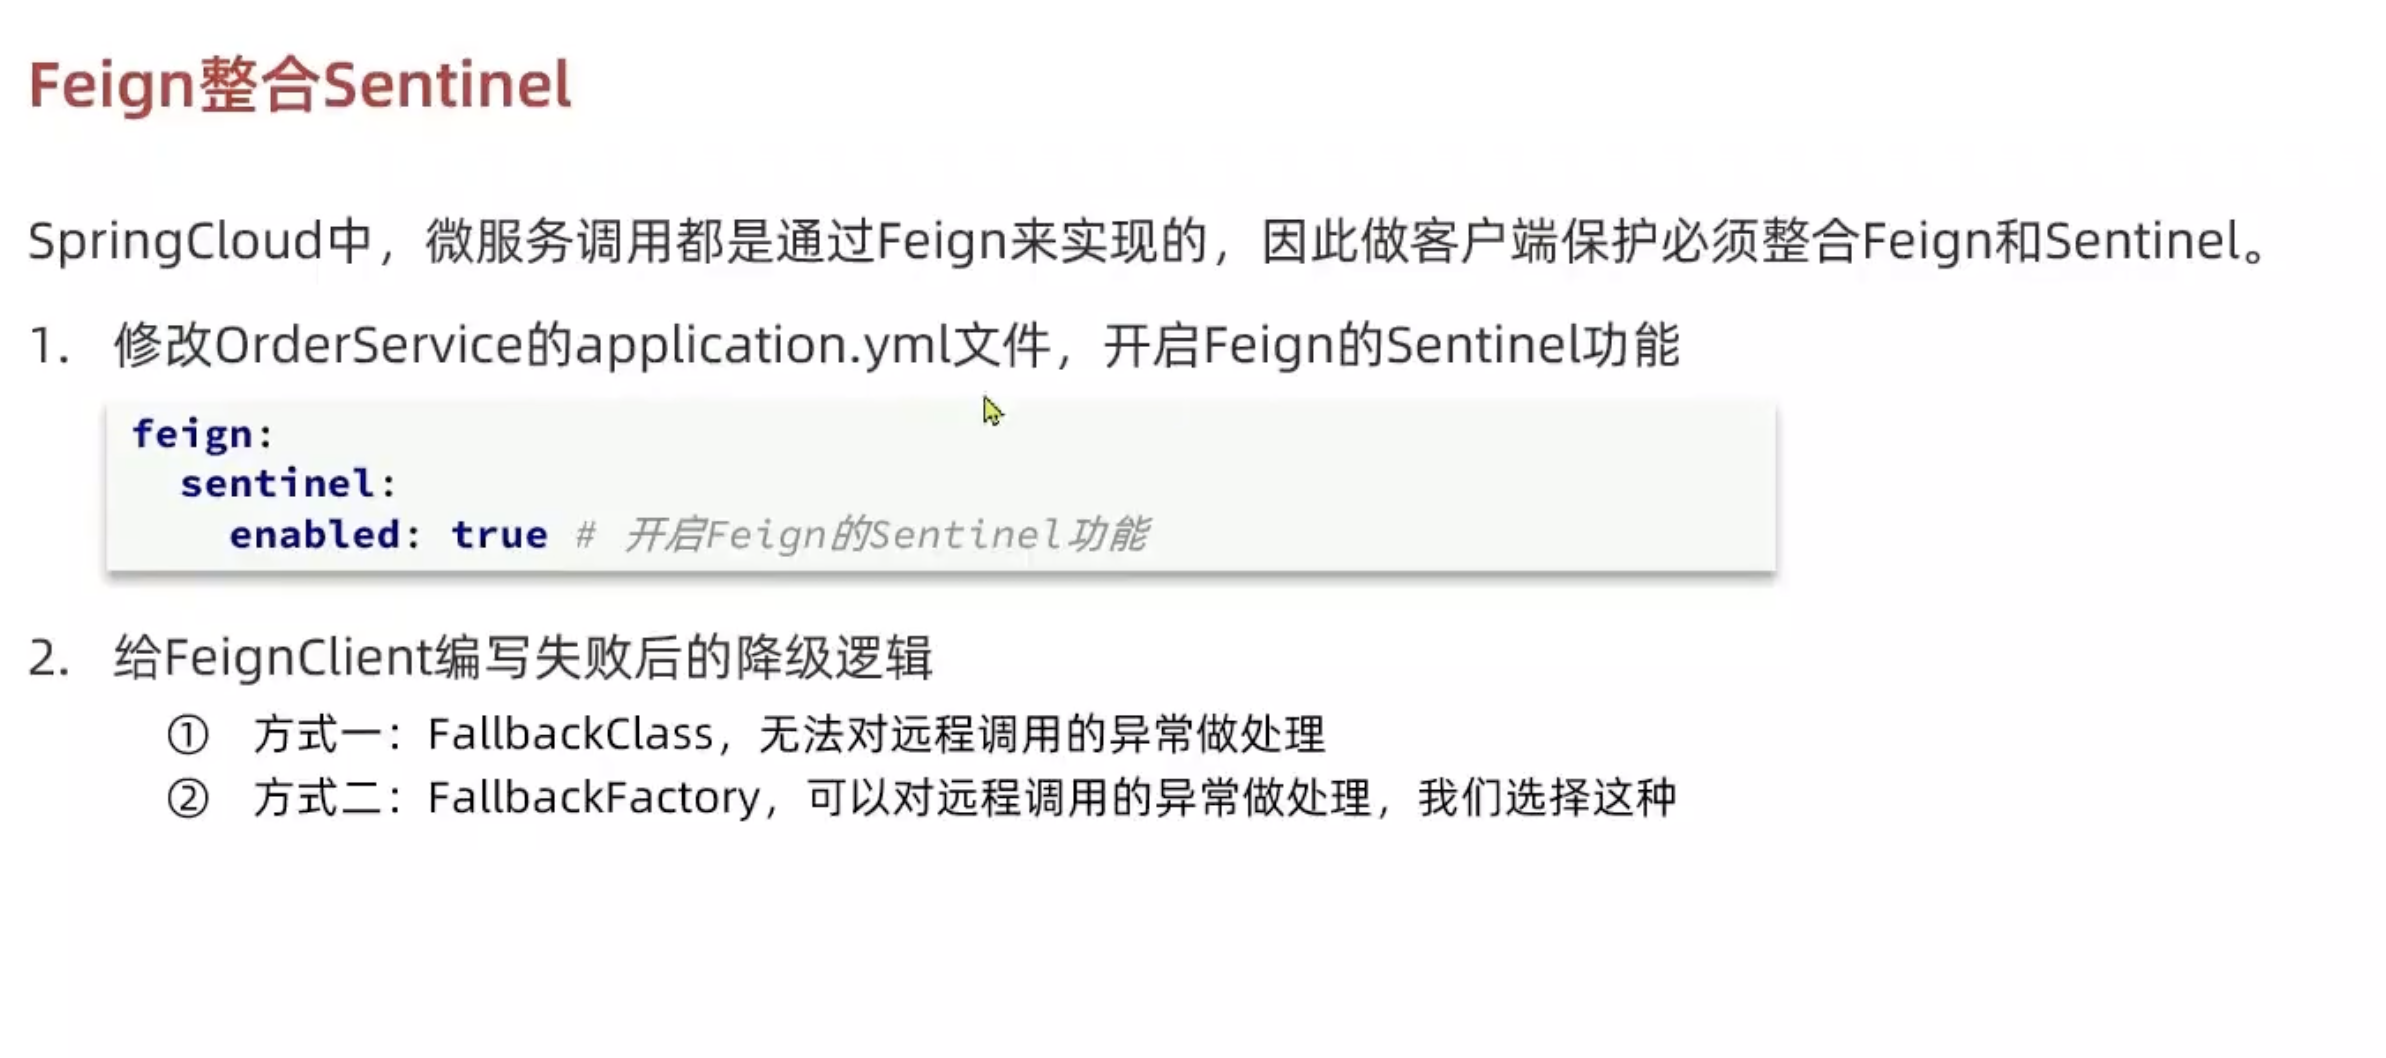 Feign整合Sentinel
SpringCloud中，微服务调用都是通过Feign来实现的，因此做客户端保护必须整合Feign和Sentinel。
1. 修改OrderService的application.yml文件，开启Feign的Sentinel功能
feign:
  sentinel:
    enabled: true # 开启Feign的Sentinel功能
2. 给FeignClient编写失败后的降级逻辑
① 方式一：FallbackClass，无法对远程调用的异常做处理
② 方式二：FallbackFactory，可以对远程调用的异常做处理，我们选择这种